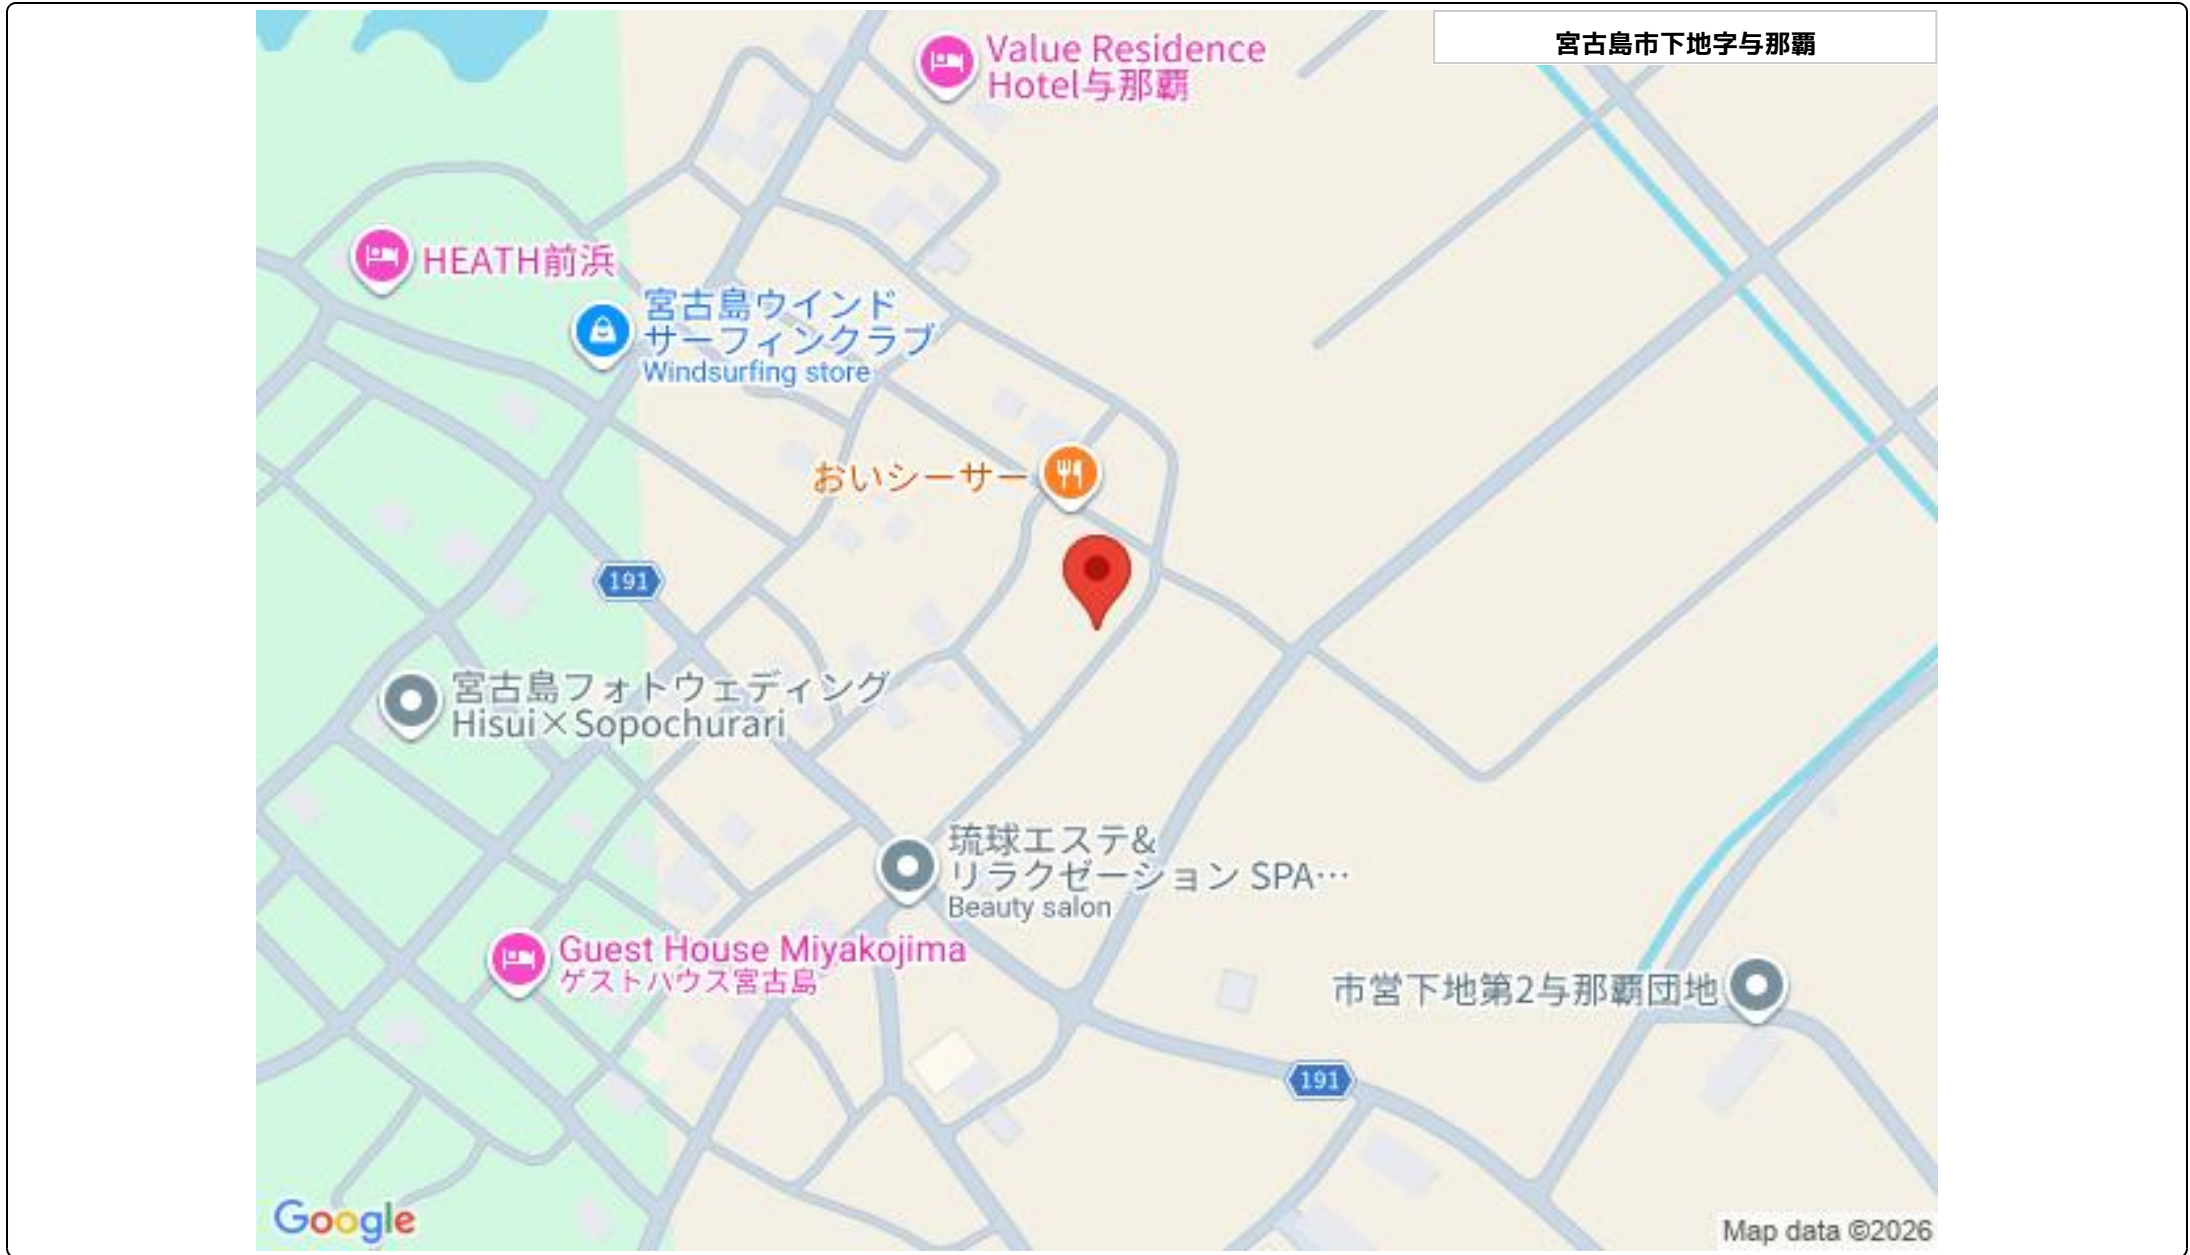 宮古島市下地字与那覇
Value Residence
Hotel与那覇
HEATH前浜
宮古島ウインド
サーフィンクラブ
Windsurfing store
おいシーサー
191
宮古島フォトウェディング
Hisui×Sopochurari
琉球エステ&
リラクゼーション SPA…
Beauty salon
Guest House Miyakojima
ゲストハウス宮古島
市営下地第2与那覇団地
191
Google
Map data ©2026